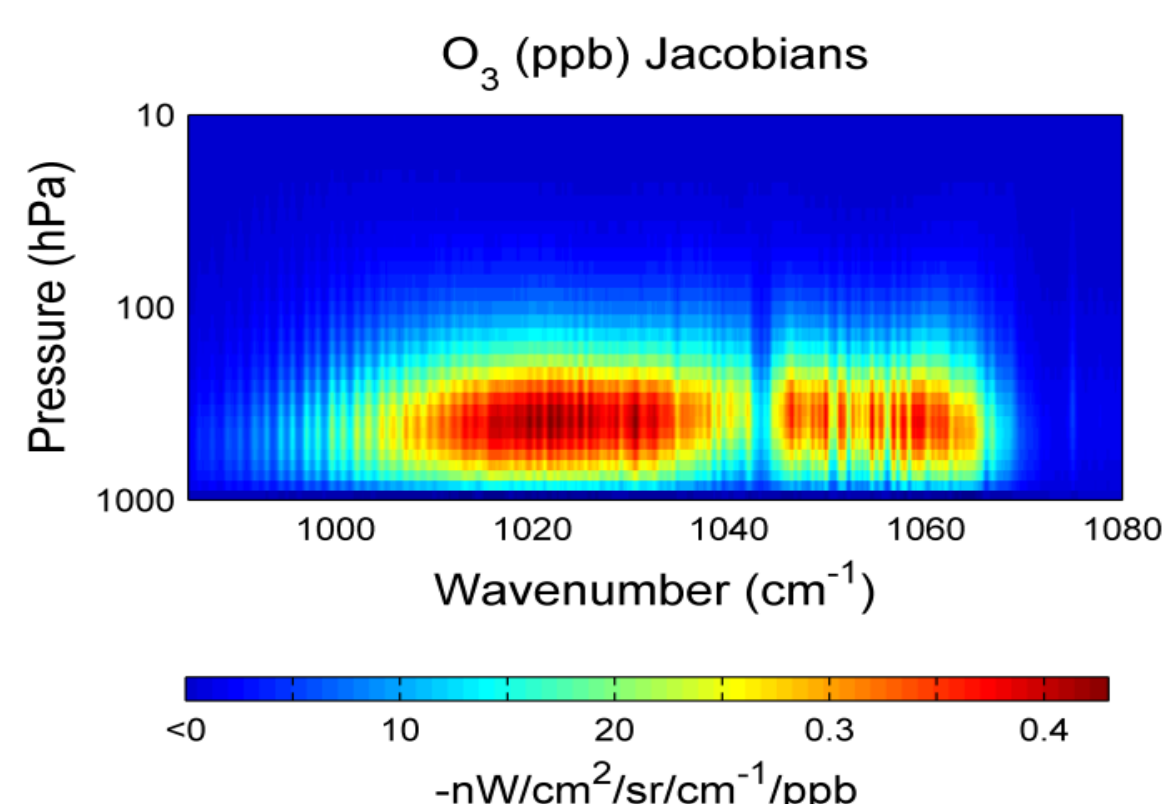 O₃ (ppb) Jacobians
10
100
1000
Pressure (hPa)
1000 1020 1040 1060 1080
Wavenumber (cm⁻¹)
<0 10 20 0.3 0.4
-nW/cm²/sr/cm⁻¹/ppb